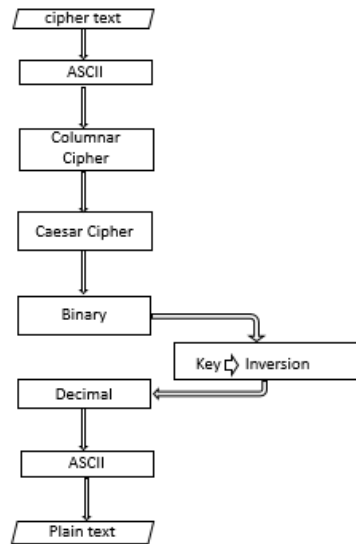 cipher text
ASCII
Columnar
Cipher
Caesar Cipher
Binary
Key Inversion
Decimal
ASCII
Plain text